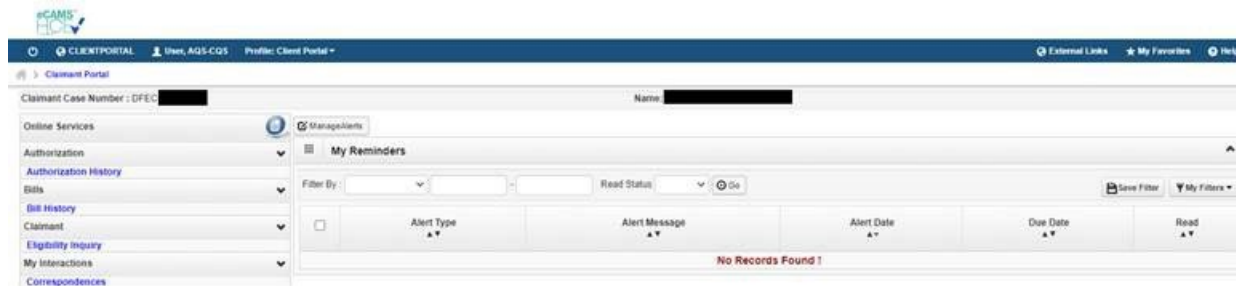 eCAMS
HCE
CLIENTPORTAL User, AQS-CQS Profile: Client Portal External Links My Favorites Help
> Claimant Portal
Claimant Case Number : DFEC Name:
Online Services ManageAlerts
Authorization My Reminders
Authorization History
Filter By : - Read Status Go Save Filter My Filters
Bills
Bill History
Alert Type Alert Message Alert Date Due Date Read
Claimant
Eligibility Inquiry
My Interactions No Records Found !
Correspondences